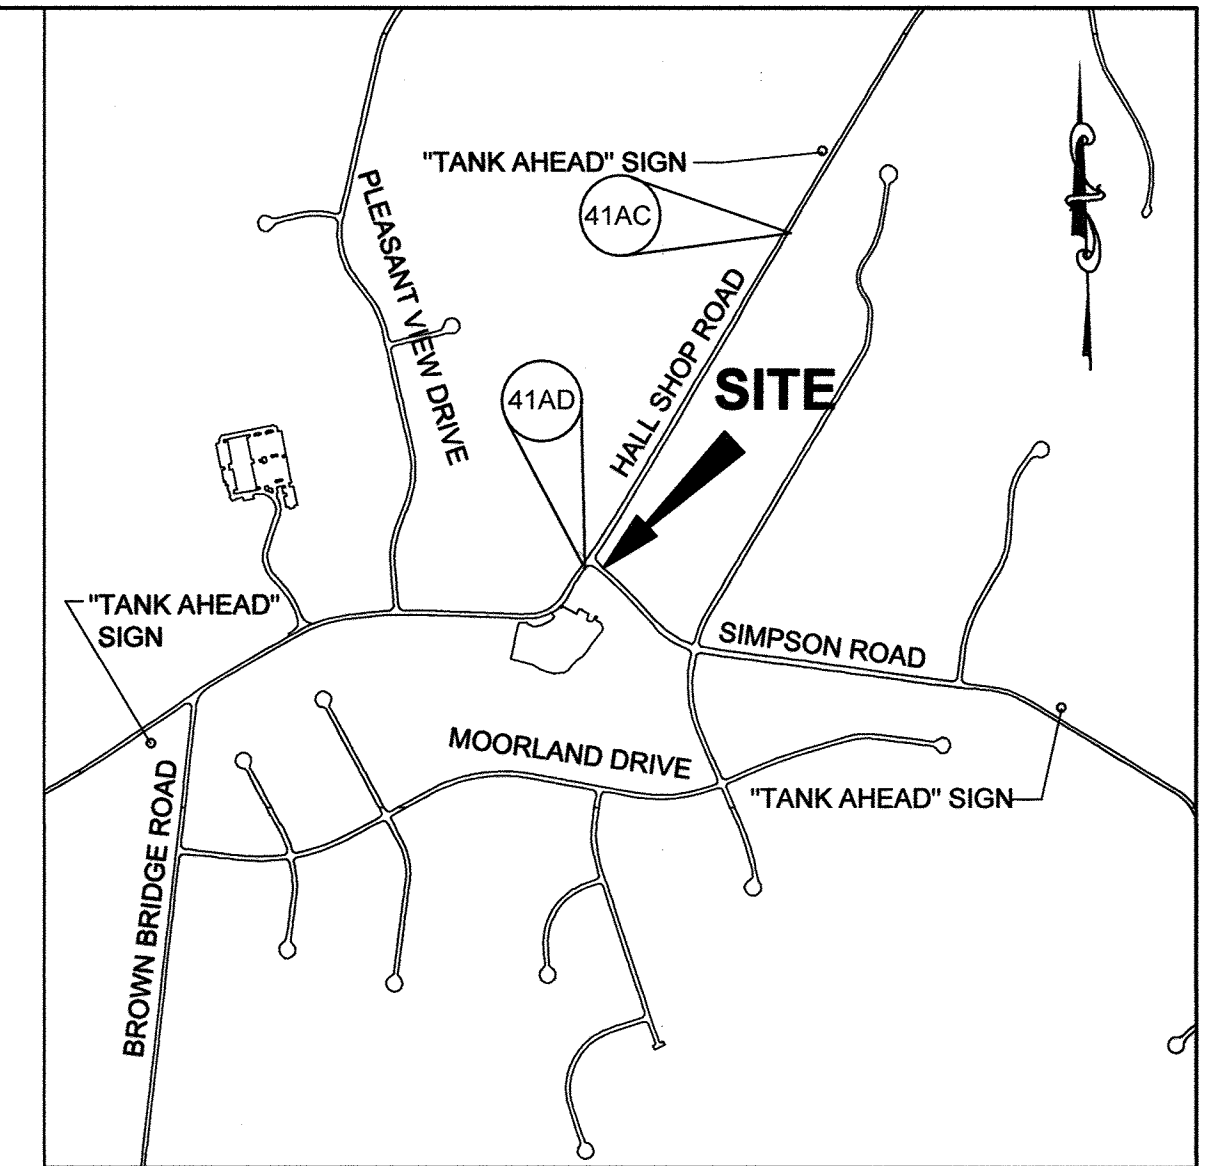 "TANK AHEAD" SIGN
41AC
PLEASANT VIEW DRIVE
HALL SHOP ROAD
SITE
41AD
"TANK AHEAD"
SIGN
SIMPSON ROAD
MOORLAND DRIVE
"TANK AHEAD" SIGN
BROWN BRIDGE ROAD